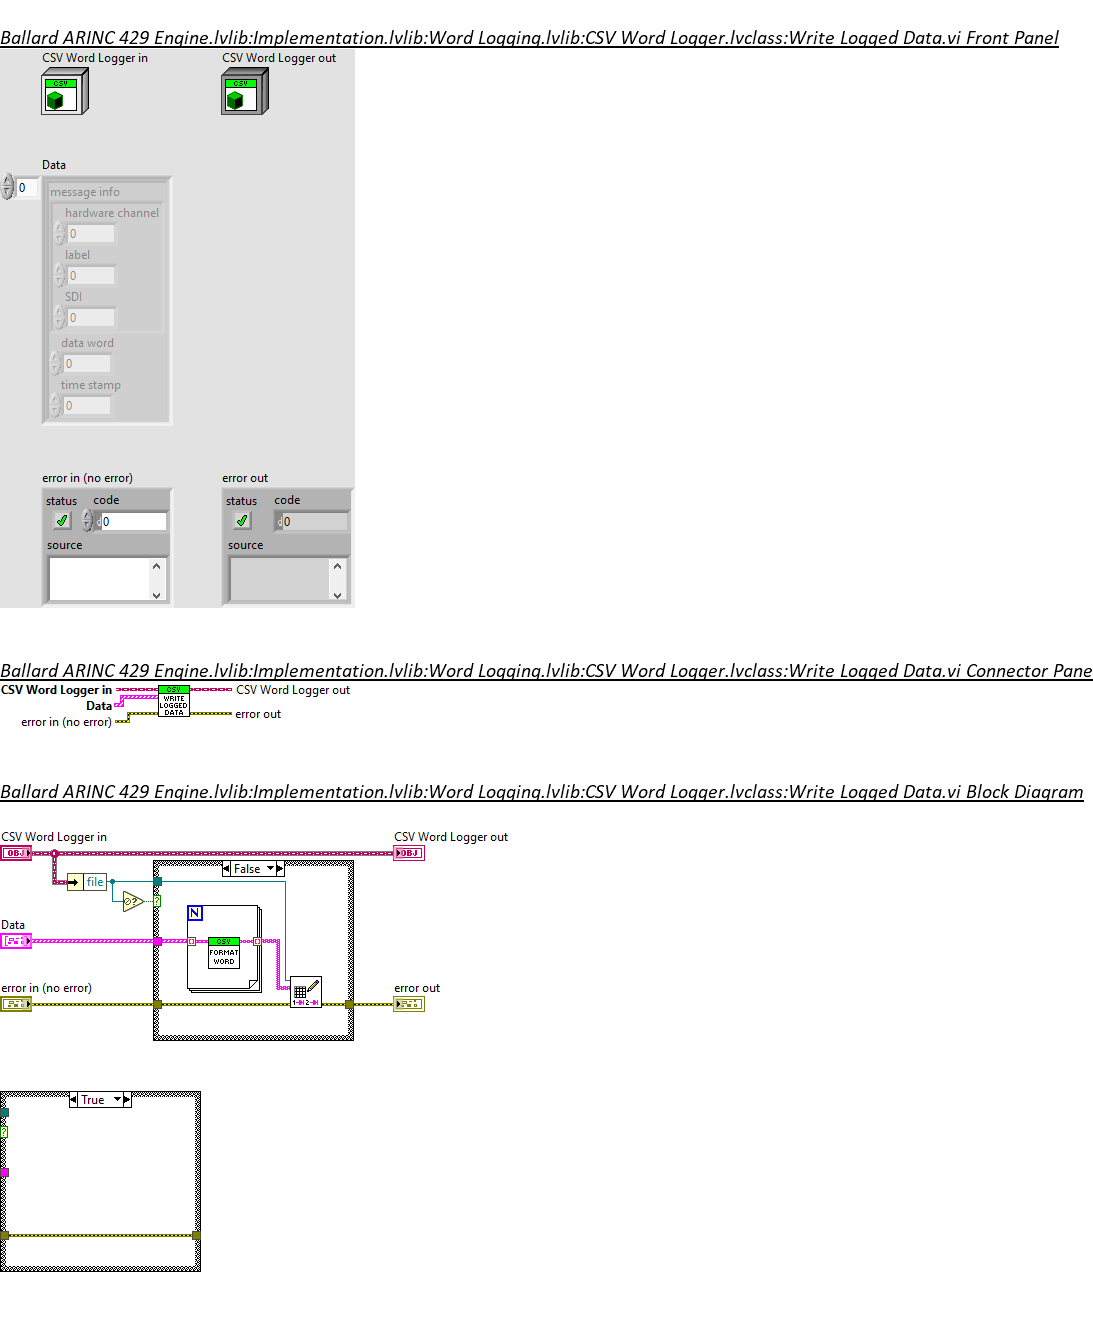 Ballard ARINC 429 Engine.lvlib:Implementation.lvlib:Word Logging.lvlib:CSV Word Logger.lvclass:Write Logged Data.vi Front Panel
CSV Word Logger in
CSV Word Logger out
CSV
CSV
Data
0
message info
hardware channel
0
label
0
SDI
0
data word
0
time stamp
0
error in (no error)
error out
status code
status code
d0
d0
source
source
Ballard ARINC 429 Engine.lvlib:Implementation.lvlib:Word Logging.lvlib:CSV Word Logger.lvclass:Write Logged Data.vi Connector Pane
CSV Word Logger in
CSV Word Logger out
Data
error in (no error)
error out
CSV
WRITE
LOGGED
DATA
Ballard ARINC 429 Engine.lvlib:Implementation.lvlib:Word Logging.lvlib:CSV Word Logger.lvclass:Write Logged Data.vi Block Diagram
CSV Word Logger in
CSV Word Logger out
OBJ
OBJ
False
file
?
?
N
Data
CSV
FORMAT
WORD
1 2
error in (no error)
error out
True
?